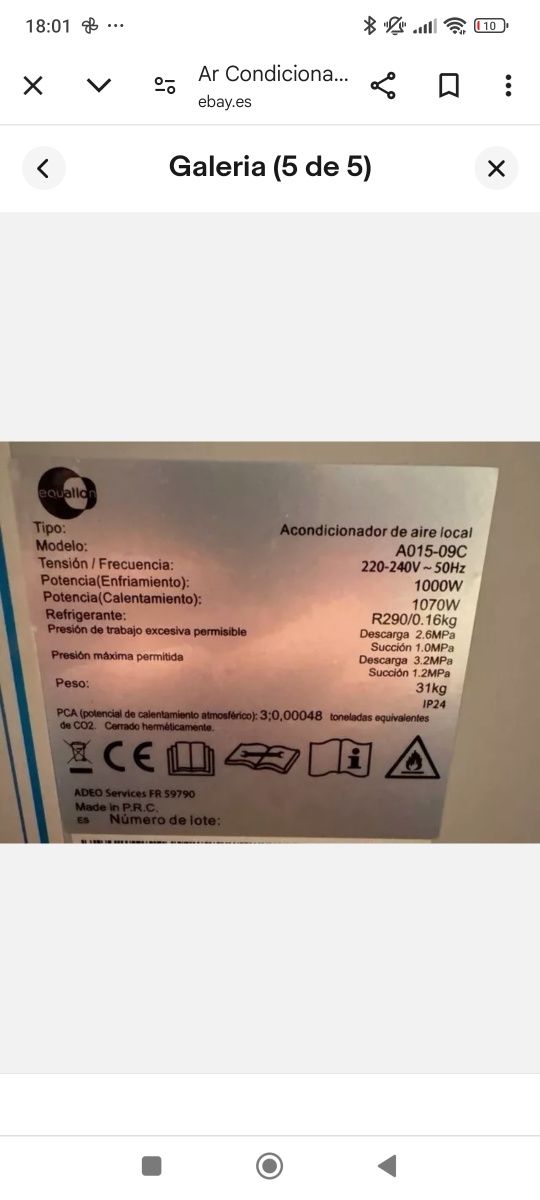 18:01
10
Ar Condiciona...
ebay.es
Galeria (5 de 5)
equation
Tipo: Acondicionador de aire local
Modelo: A015-09C
Tensión / Frecuencia: 220-240V ~ 50Hz
Potencia(Enfriamiento): 1000W
Potencia(Calentamiento): 1070W
Refrigerante: R290/0.16kg
Presión de trabajo excesiva permisible Descarga 2.6MPa
Succión 1.0MPa
Presión máxima permitida Descarga 3.2MPa
Succión 1.2MPa
Peso: 31kg
IP24
PCA (potencial de calentamiento atmosférico): 3;0,00048 toneladas equivalentes
de CO2. Cerrado herméticamente.
CE
ADEO Services FR 59790
Made in P.R.C.
ES Número de lote: